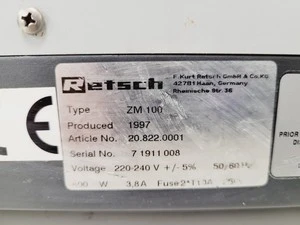 Retsch
F. Kurt Retsch GmbH & Co. KG
42781 Haan, Germany
Rheinische Str. 36
Type ZM 100
Produced 1997
Article No. 20.822.0001
Serial No. 7 1911 008
Voltage 220-240 V +/- 5% 50/60 Hz
W 3,8A Fuse 2*
CE
PRIOR